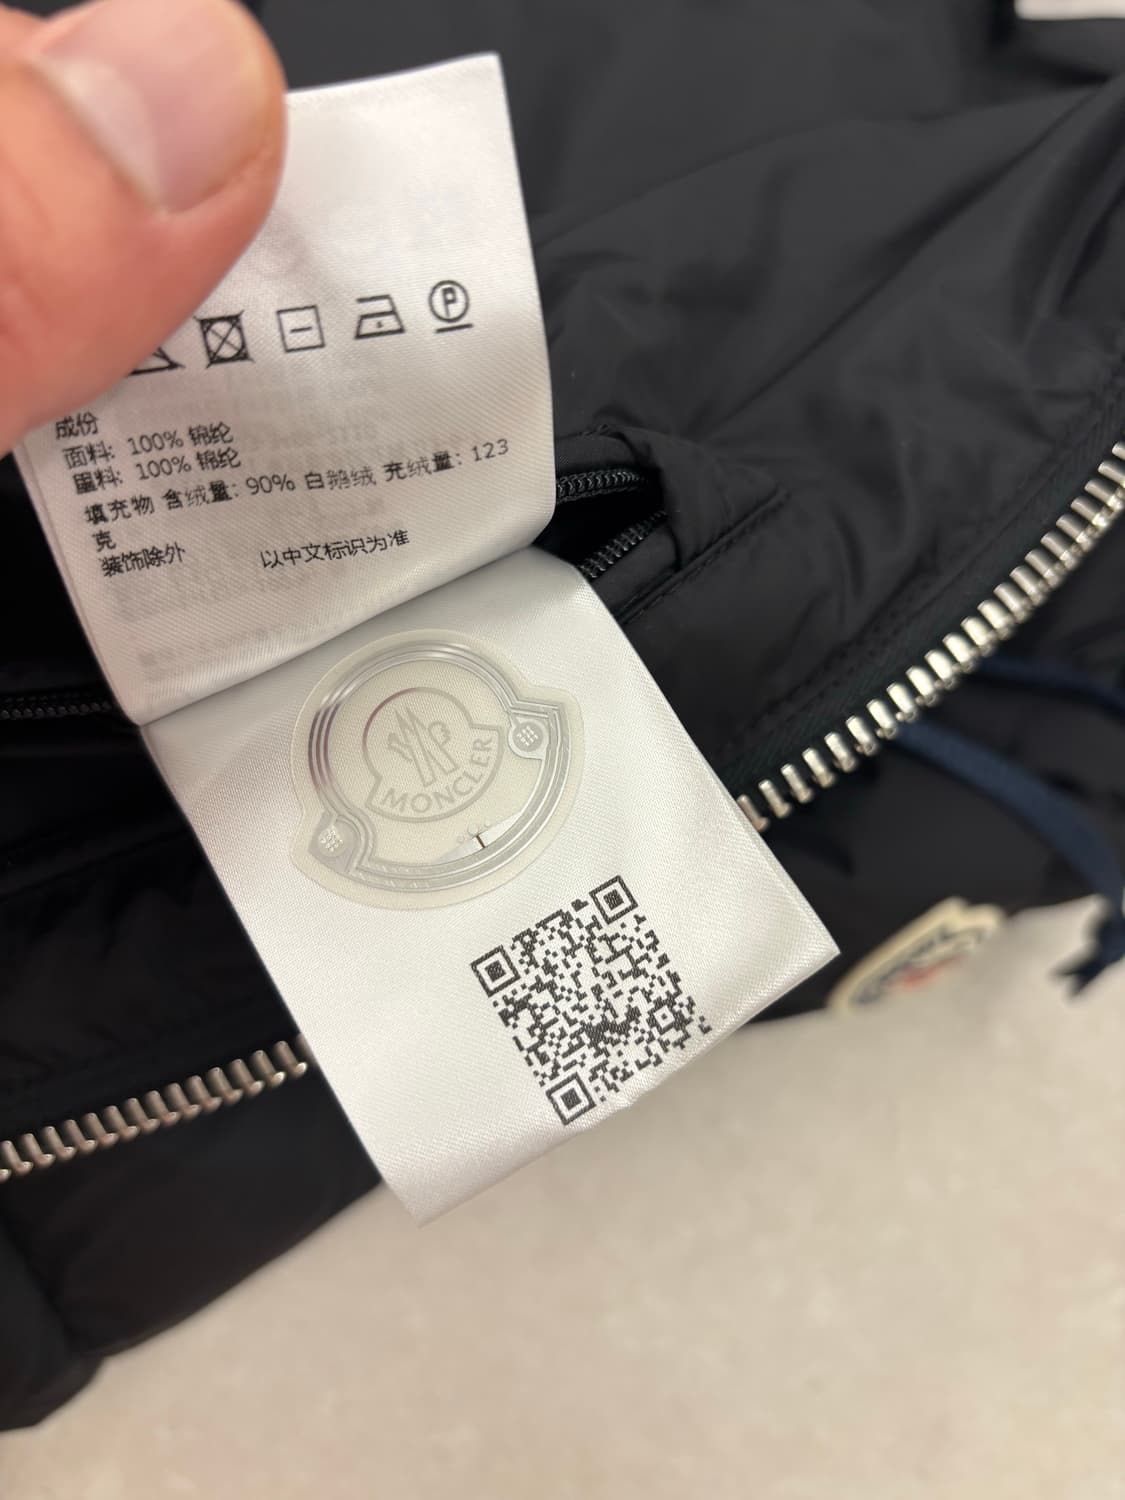 成份
面料: 100% 锦纶
里料: 100% 锦纶
填充物 含绒量: 90% 白鹅绒 充绒量: 123
克
装饰除外 以中文标识为准
MONCLER